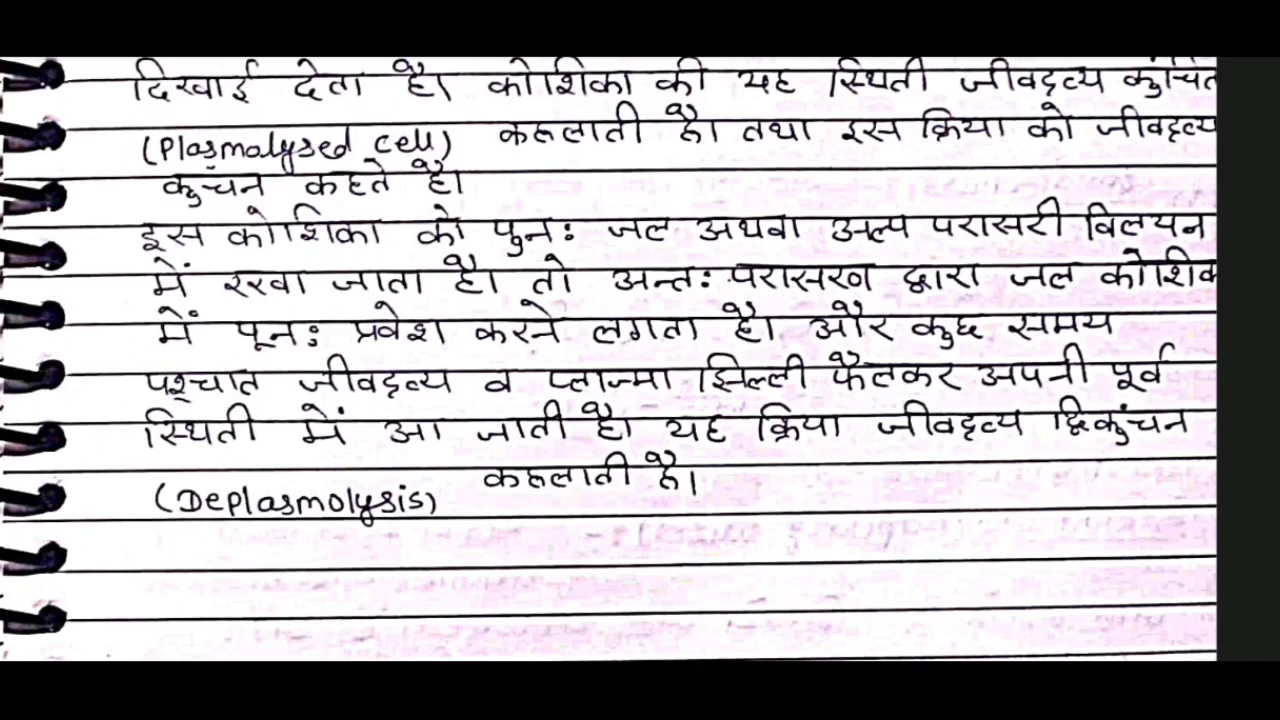 दिखाई देता है। कोशिका की यह स्थिती जीवद्रव्य कुंचित
(Plasmolysed cell) कहलाती है। तथा इस क्रिया को जीवद्रव्य
कुंचन कहते है।
इस कोशिका को पुनः जल अथवा अल्प परासरी विलयन
में रखा जाता है। तो अन्तः परासरण द्वारा जल कोशिक
में पूनः प्रवेश करने लगता है। और कुछ समय
पश्चात जीवद्रव्य व प्लाज्मा झिल्ली फैलकर अपनी पूर्व
स्थिती में आ जाती है। यह क्रिया जीवद्रव्य द्विकुंचन
(Deplasmolysis) कहलाती है।